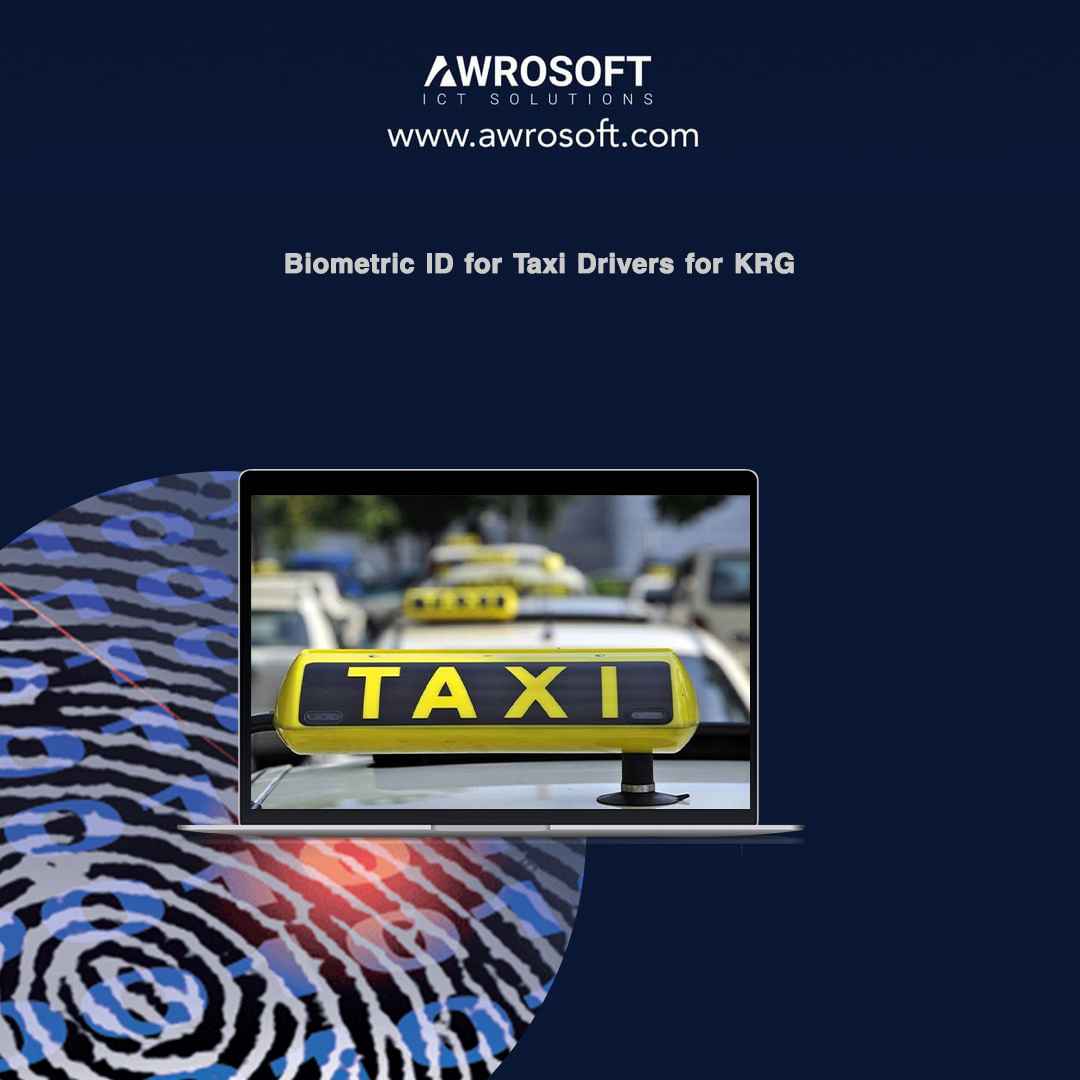 AWROSOFT
ICT SOLUTIONS
www.awrosoft.com
Biometric ID for Taxi Drivers for KRG
TAXI